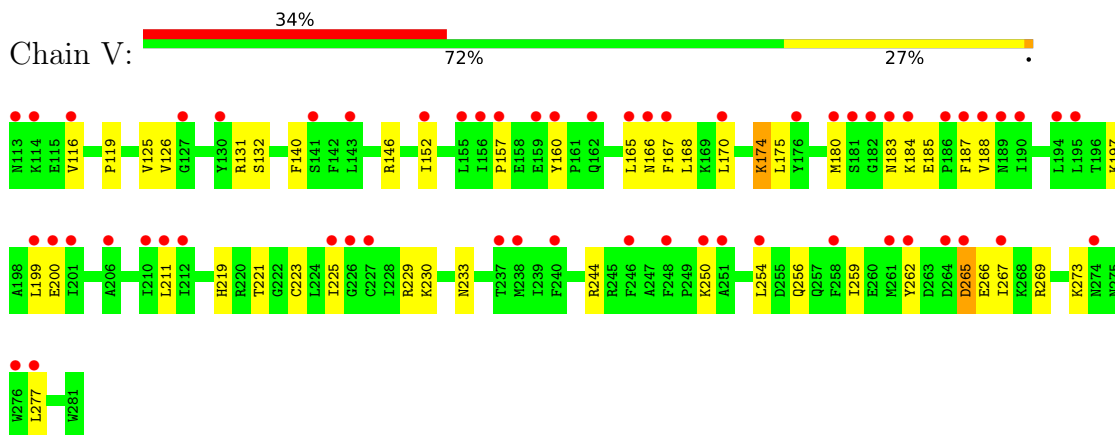 34%
Chain V:
72% 27% .
N113 K114 E115 V116 P119 V125 V126 G127 Y130 R131 S132 F140 S141 F142 L143 R146 I152 L155 I156 P157 E158 E159 Y160 P161 Q162 L165 N166 F167 L168 K169 L170 K174 L175 Y176 M180 S181 G182 N183 K184 E185 P186 F187 V188 N189 I190 L194 L195 T196 K197
A198 L199 E200 I201 A206 I210 L211 I212 H219 R220 T221 G222 C223 L224 I225 G226 C227 I228 R229 K230 N233 T237 M238 I239 F240 R244 R245 F246 A247 F248 P249 K250 A251 L254 D255 Q256 Q257 F258 I259 E260 M261 Y262 D263 D264 D265 E266 I267 K268 R269 K273 N274 N275
W276 L277 W281